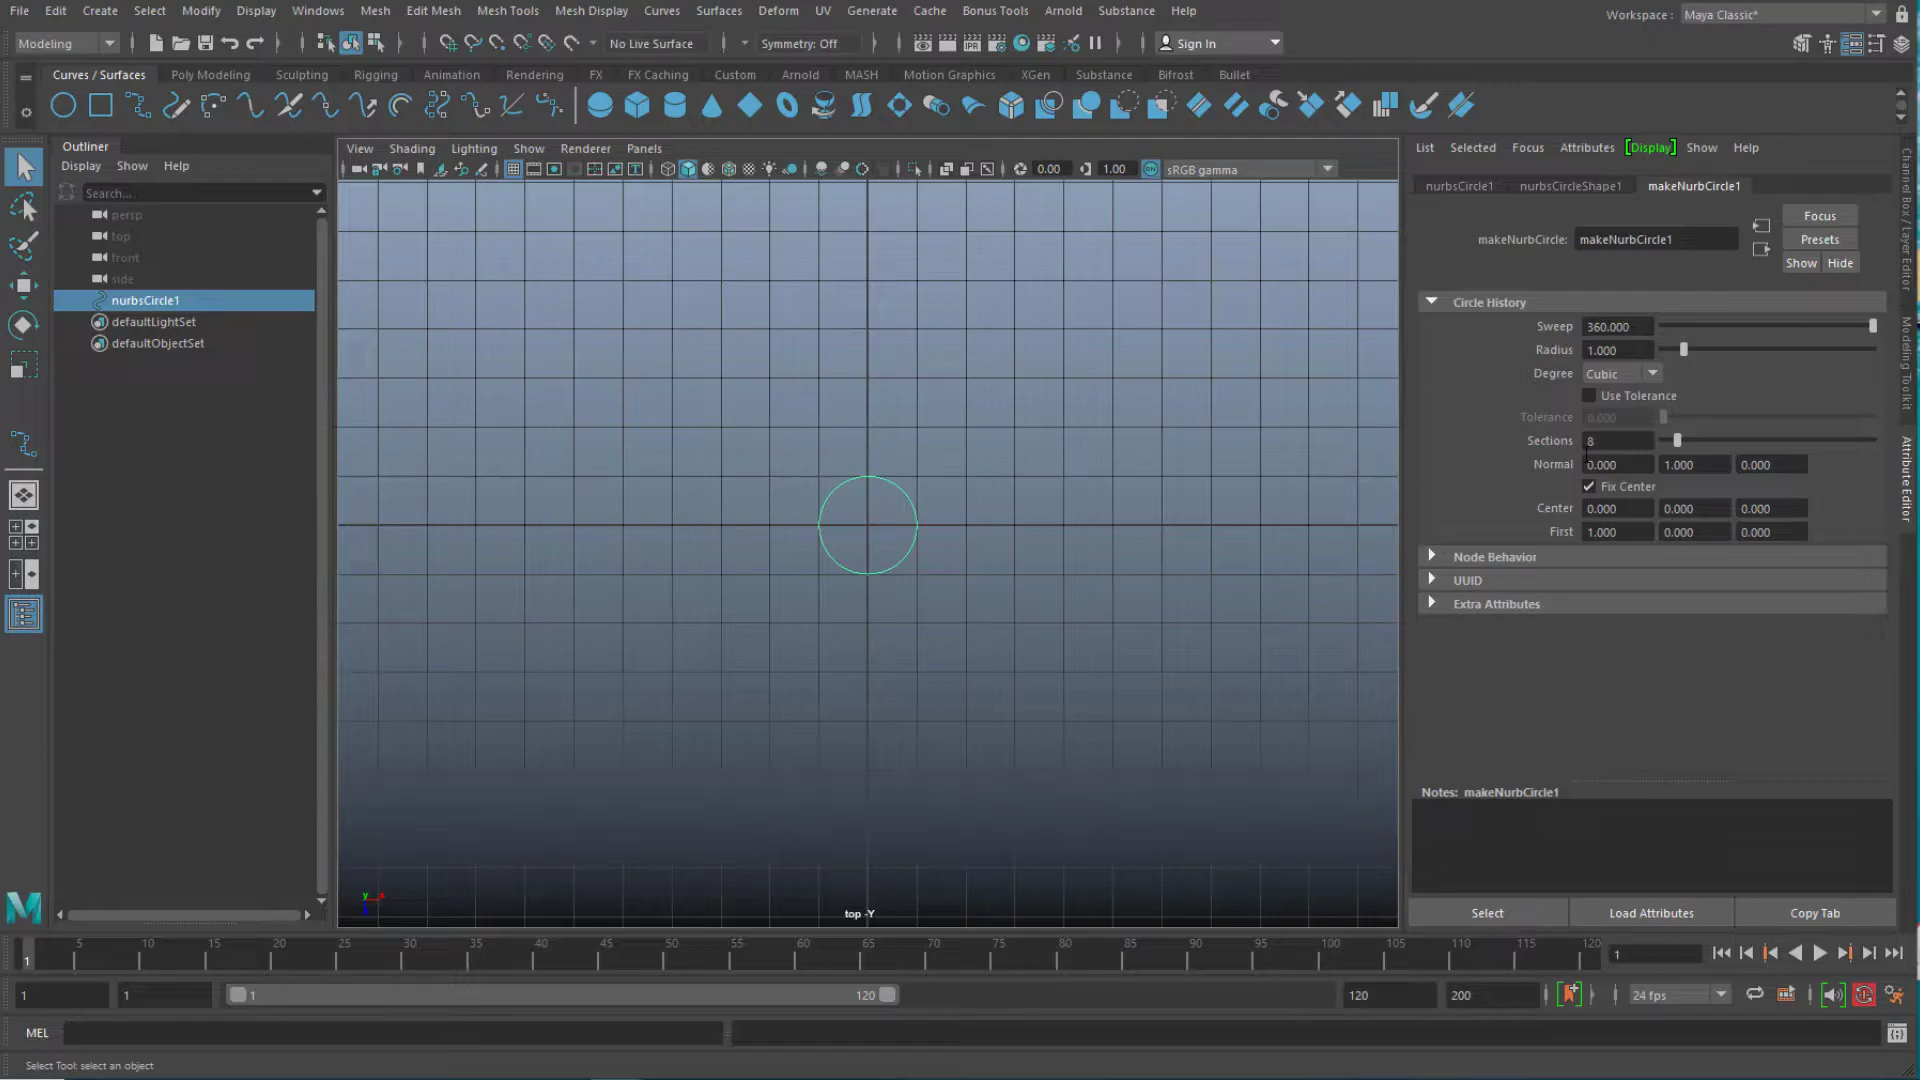 File Edit Create Select Modify Display Windows Mesh Edit Mesh Mesh Tools Mesh Display Curves Surfaces Deform UV Generate Cache Bonus Tools Arnold Substance Help
Workspace : Maya Classic*
Modeling
No Live Surface
Symmetry: Off
Sign In
Curves / Surfaces Poly Modeling Sculpting Rigging Animation Rendering FX FX Caching Custom Arnold MASH Motion Graphics XGen Substance Bifrost Bullet
Outliner
Display Show Help
Search...
persp
top
front
side
nurbsCircle1
defaultLightSet
defaultObjectSet
View Shading Lighting Show Renderer Panels
0.00
1.00
sRGB gamma
top -Y
List Selected Focus Attributes [Display] Show Help
nurbsCircle1 nurbsCircleShape1 makeNurbCircle1
makeNurbCircle: makeNurbCircle1
Focus
Presets
Show Hide
Circle History
Sweep 360.000
Radius 1.000
Degree Cubic
Use Tolerance
Tolerance 0.000
Sections 8
Normal 0.000 1.000 0.000
Fix Center
Center 0.000 0.000 0.000
First 1.000 0.000 0.000
Node Behavior
UUID
Extra Attributes
Notes: makeNurbCircle1
Select Load Attributes Copy Tab
Channel Box / Layer Editor
Modeling Toolkit
Attribute Editor
5 10 15 20 25 30 35 40 45 50 55 60 65 70 75 80 85 90 95 100 105 110 115 120
1
1
1 1 1 120 120 200 24 fps
MEL
Select Tool: select an object